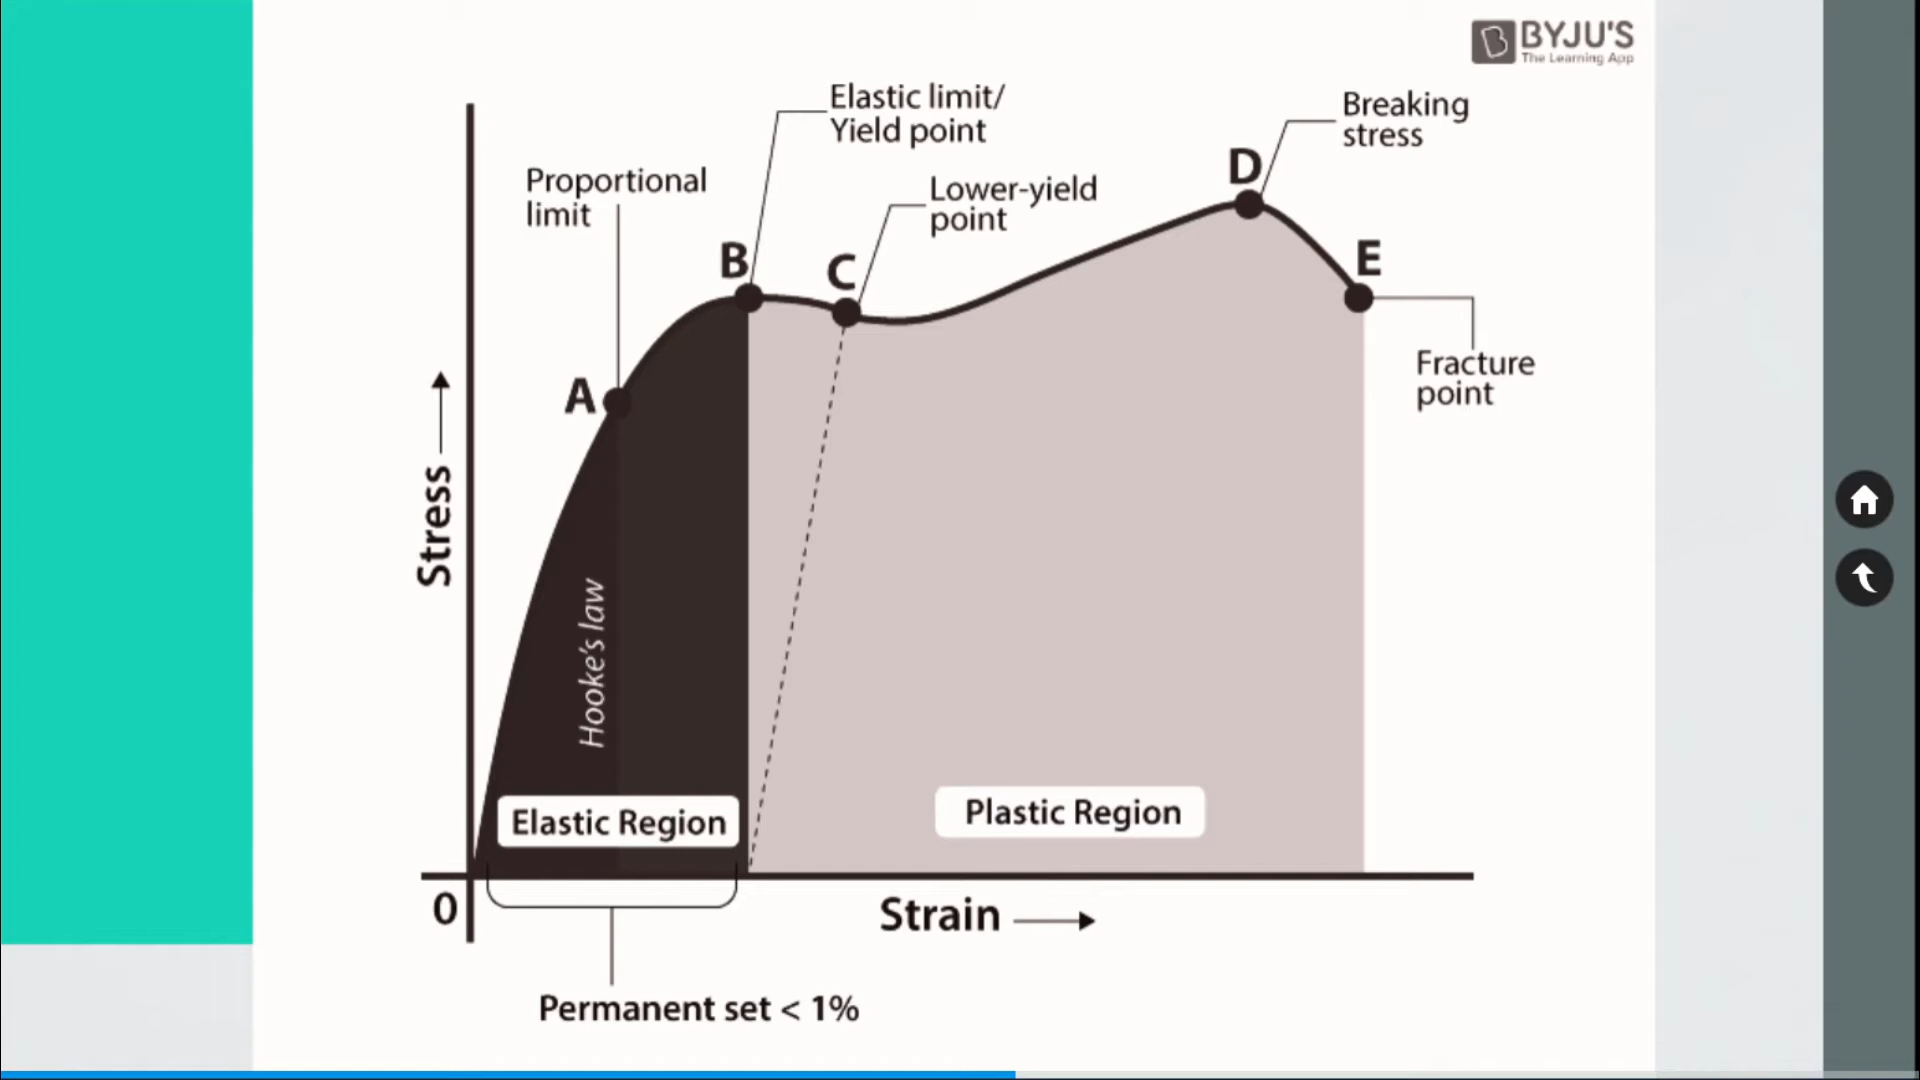 BYJU'S
The Learning App
Elastic limit/
Yield point
Breaking
stress
Proportional
limit
Lower-yield
point
D
B
C
E
A
Fracture
point
Stress
Hooke's law
Elastic Region
Plastic Region
0
Strain
Permanent set < 1%